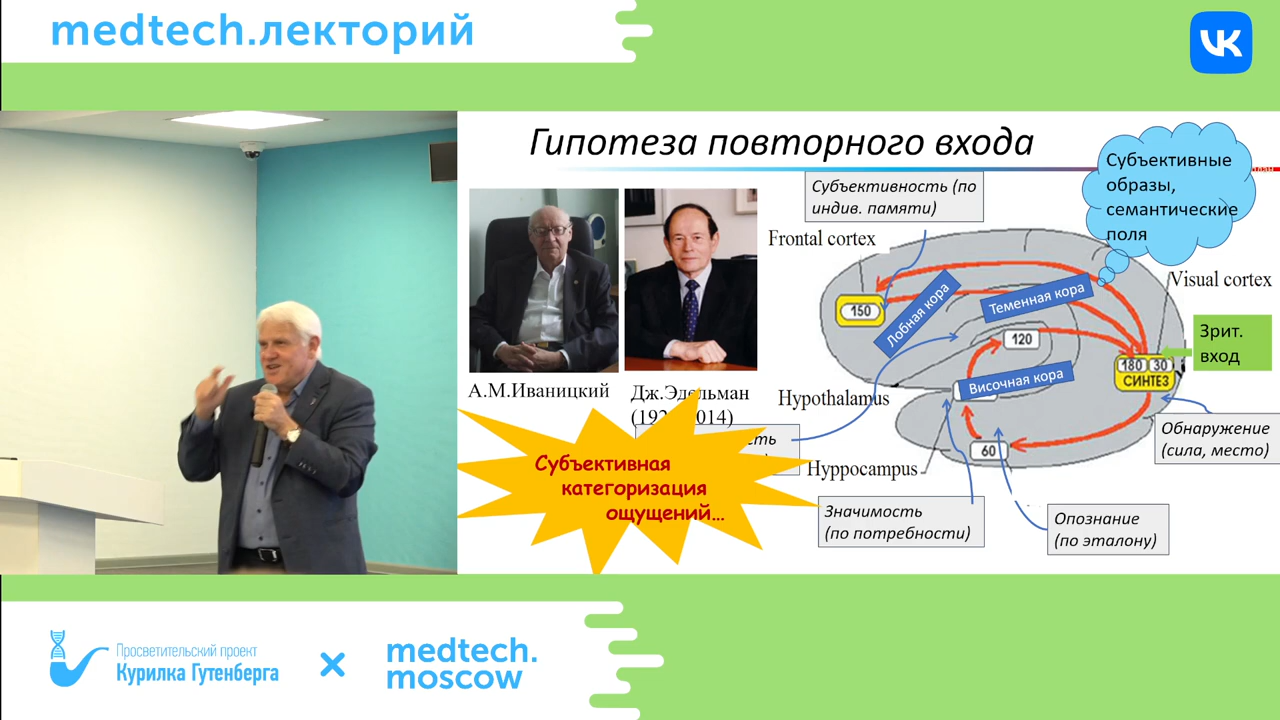 medtech.лекторий
Гипотеза повторного входа
Субъективность (по
индив. памяти)
Субъективные
образы,
семантические
поля
Frontal cortex
Visual cortex
150
Лобная кора
Теменная кора
120
Зрит.
вход
180 30
СИНТЕЗ
Височная кора
А.М.Иваницкий
Дж.Эдельман
Hypothalamus
Обнаружение
(сила, место)
60
Hyppocampus
Субъективная
категоризация
ощущений…
Значимость
(по потребности)
Опознание
(по эталону)
Просветительский проект
Курилка Гутенберга
×
medtech.
moscow